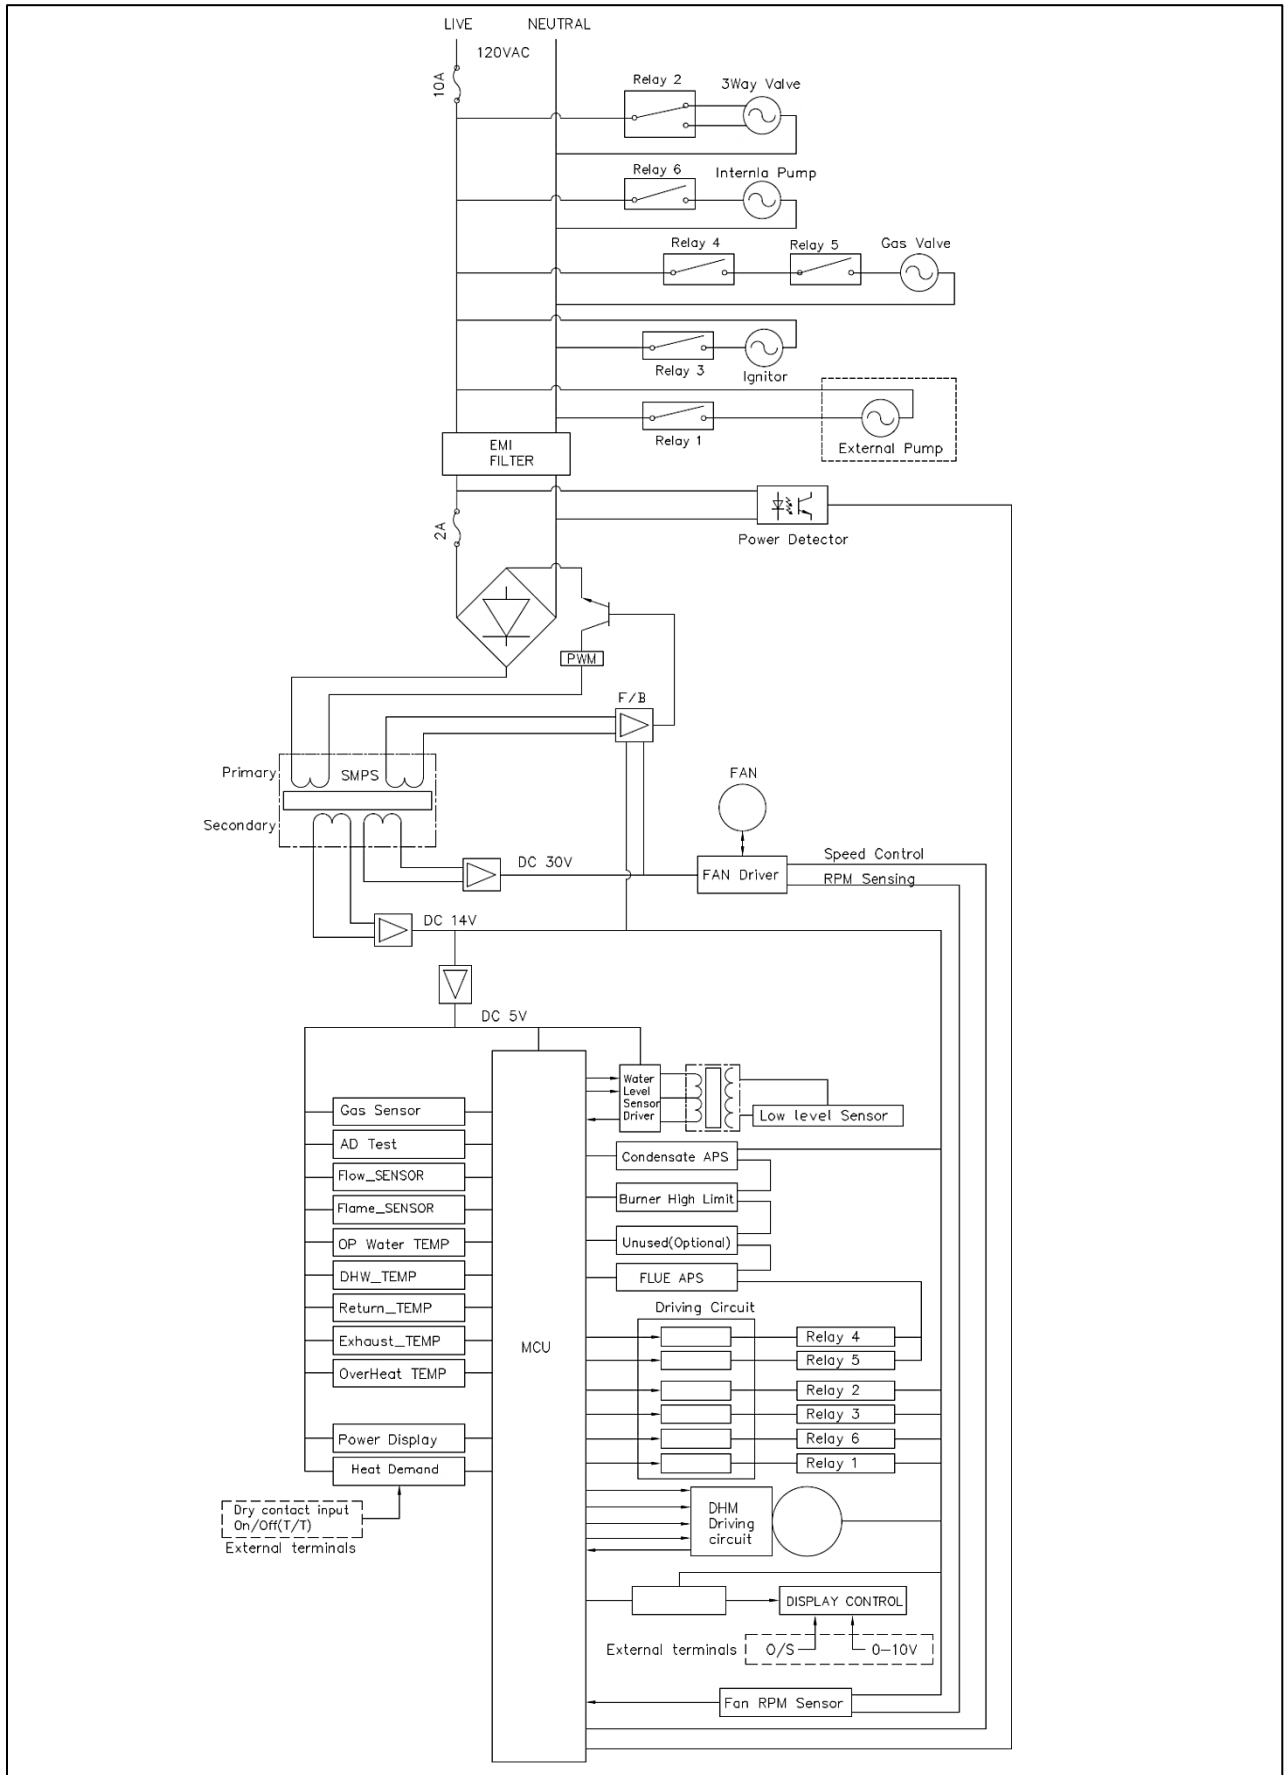 LIVE
NEUTRAL
120VAC
10A
Relay 2
3Way Valve
Relay 6
Internla Pump
Relay 4
Relay 5
Gas Valve
Relay 3
Ignitor
Relay 1
External Pump
EMI
FILTER
2A
Power Detector
PWM
F/B
Primary
SMPS
Secondary
FAN
DC 30V
FAN Driver
Speed Control
RPM Sensing
DC 14V
DC 5V
Water
Level
Sensor
Driver
Low level Sensor
Gas Sensor
AD Test
Flow_SENSOR
Flame_SENSOR
OP Water TEMP
DHW_TEMP
Return_TEMP
Exhaust_TEMP
OverHeat TEMP
Power Display
Heat Demand
Dry contact input
On/Off(T/T)
External terminals
MCU
Condensate APS
Burner High Limit
Unused(Optional)
FLUE APS
Driving Circuit
Relay 4
Relay 5
Relay 2
Relay 3
Relay 6
Relay 1
DHM
Driving
circuit
DISPLAY CONTROL
External terminals
O/S
0-10V
Fan RPM Sensor